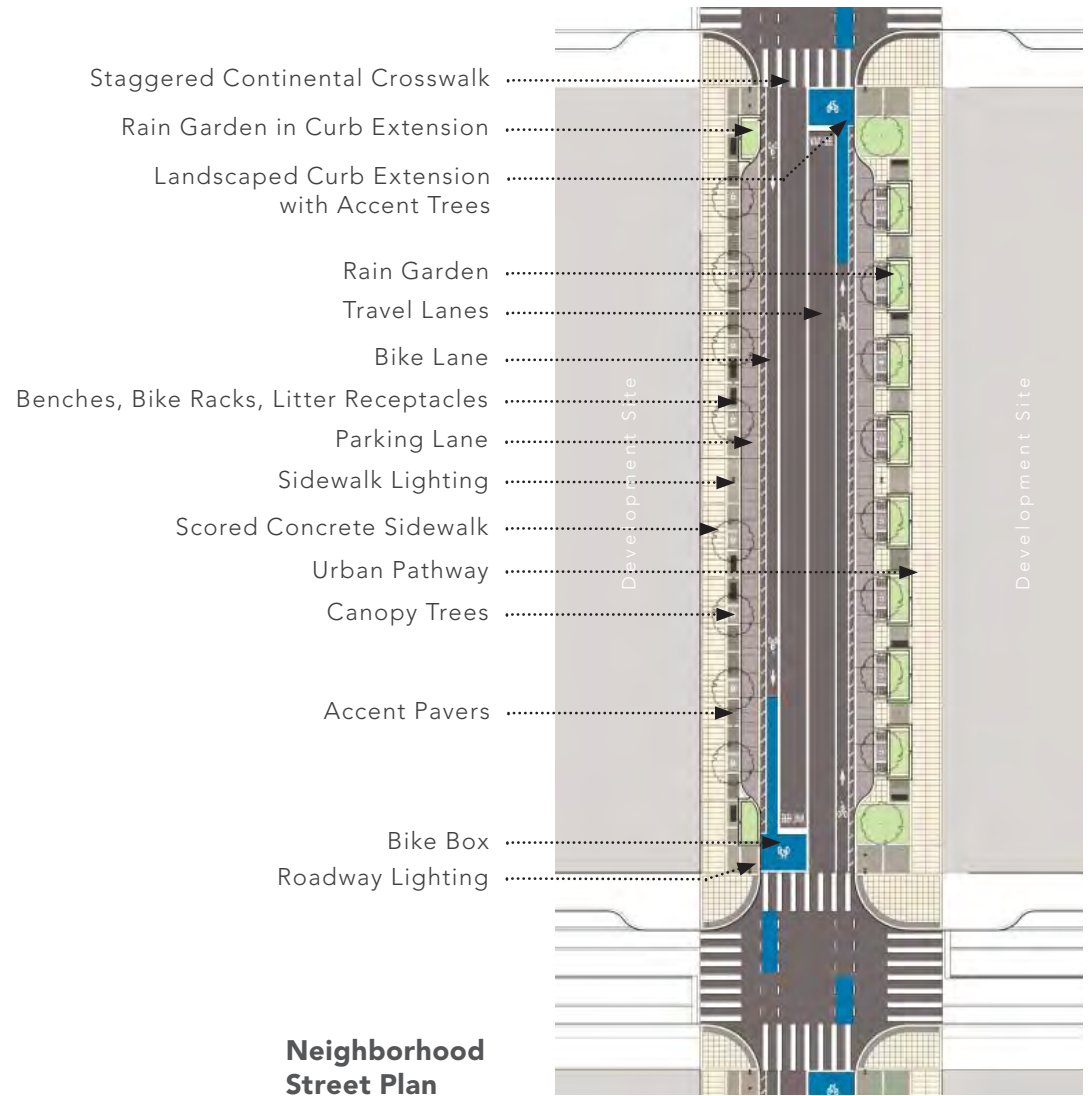 Staggered Continental Crosswalk
Rain Garden in Curb Extension
Landscaped Curb Extension
with Accent Trees
Rain Garden
Travel Lanes
Bike Lane
Benches, Bike Racks, Litter Receptacles
Parking Lane
Sidewalk Lighting
Scored Concrete Sidewalk
Urban Pathway
Canopy Trees
Accent Pavers
Bike Box
Roadway Lighting
Development Site
Development Site
Neighborhood
Street Plan